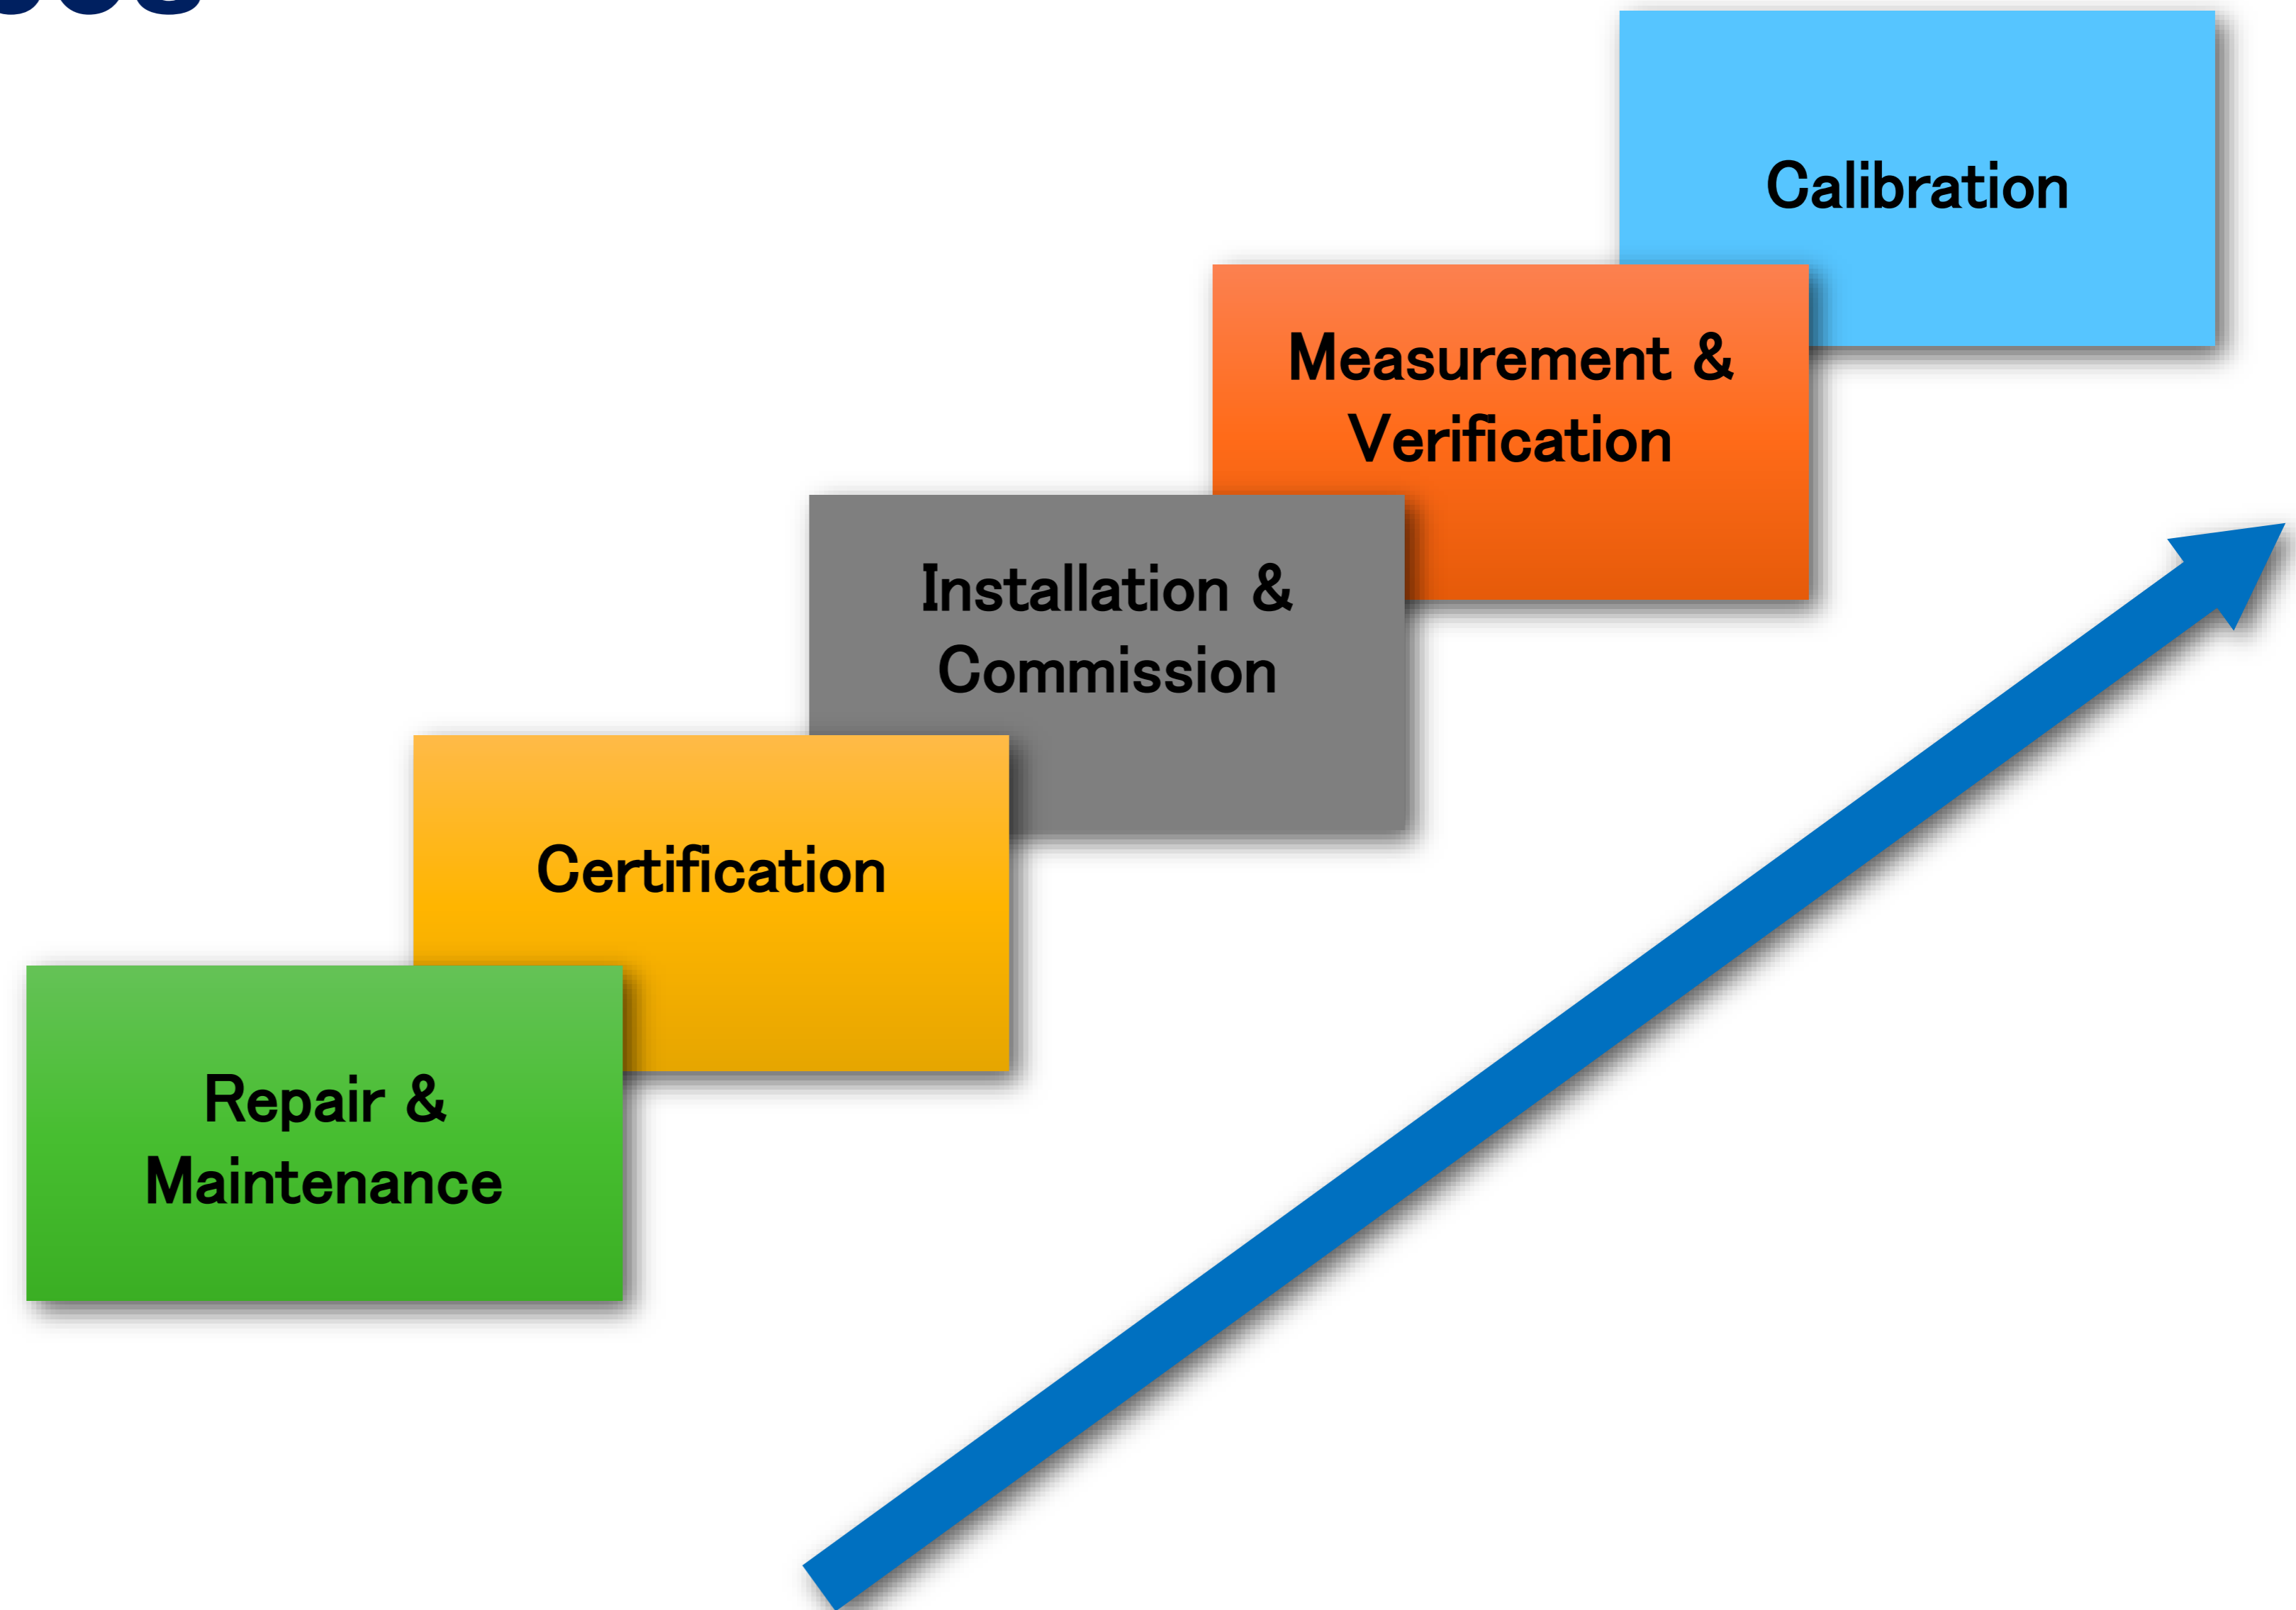 Calibration
Measurement &
Verification
Installation &
Commission
Certification
Repair &
Maintenance